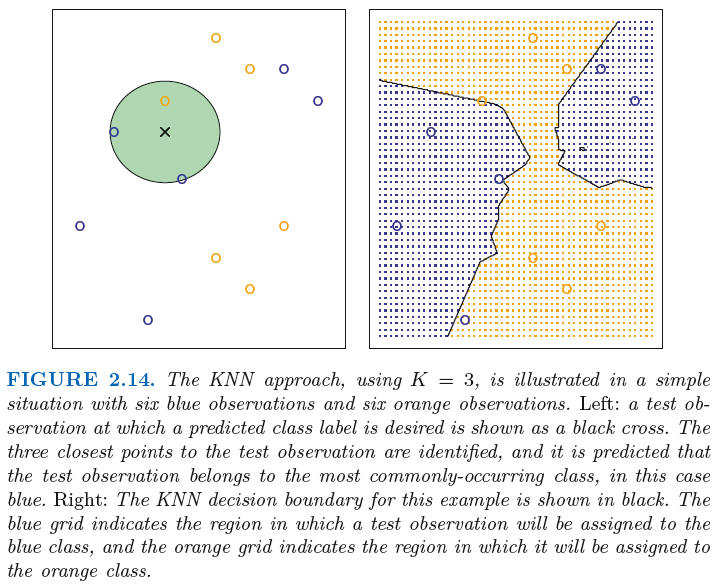 FIGURE 2.14. The KNN approach, using K = 3, is illustrated in a simple
situation with six blue observations and six orange observations. Left: a test ob-
servation at which a predicted class label is desired is shown as a black cross. The
three closest points to the test observation are identified, and it is predicted that
the test observation belongs to the most commonly-occurring class, in this case
blue. Right: The KNN decision boundary for this example is shown in black. The
blue grid indicates the region in which a test observation will be assigned to the
blue class, and the orange grid indicates the region in which it will be assigned to
the orange class.